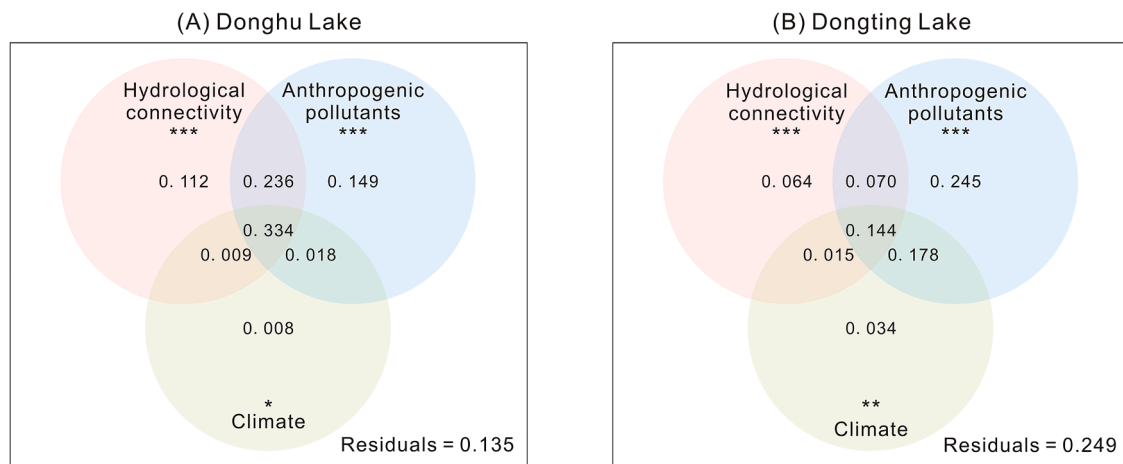 (A) Donghu Lake
Hydrological
connectivity
***
Anthropogenic
pollutants
***
0. 112
0. 236
0. 149
0. 334
0. 009
0. 018
0. 008
*
Climate
Residuals = 0.135
(B) Dongting Lake
Hydrological
connectivity
***
Anthropogenic
pollutants
***
0. 064
0. 070
0. 245
0. 144
0. 015
0. 178
0. 034
**
Climate
Residuals = 0.249